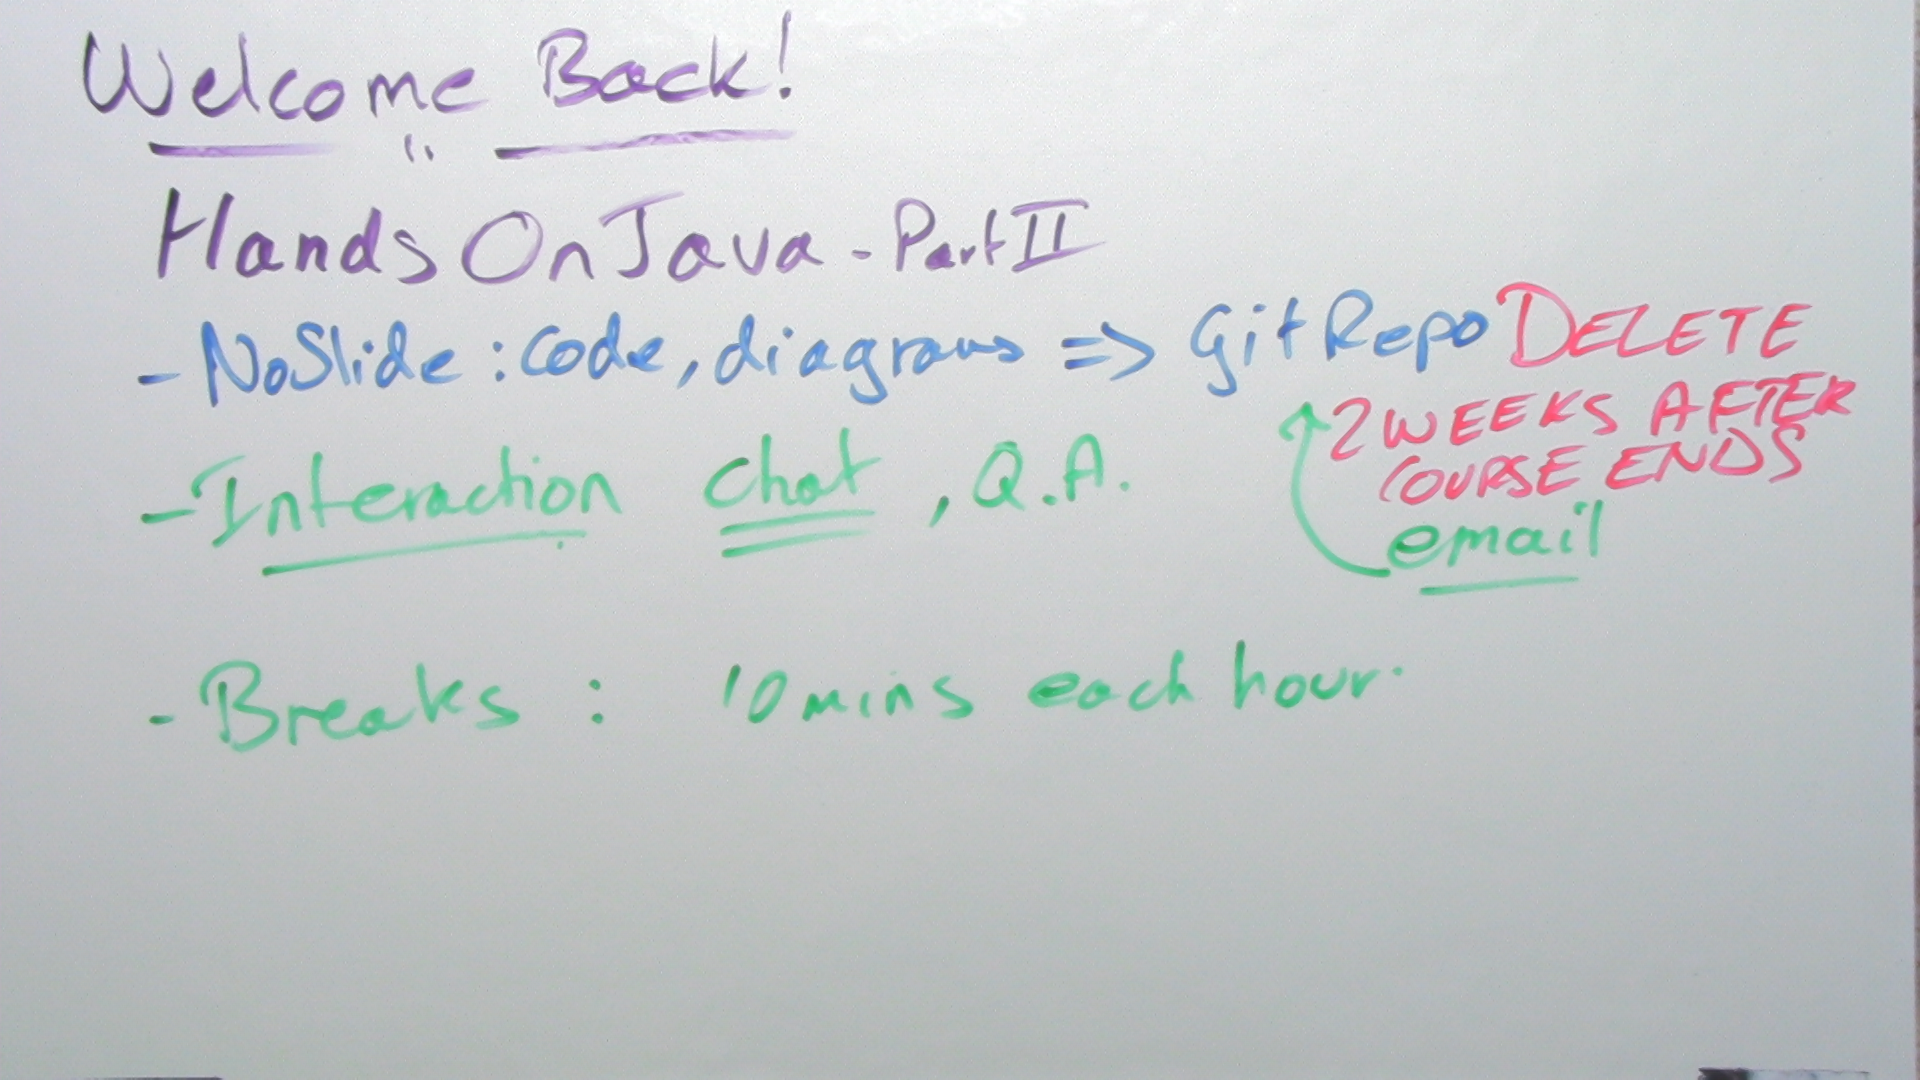 Welcome Back!
Hands On Java - Part II
- No Slide : code, diagrams => Git Repo DELETE
2 WEEKS AFTER
COURSE ENDS
- Interaction chat , Q.A.
email
- Breaks : 10 mins each hour.